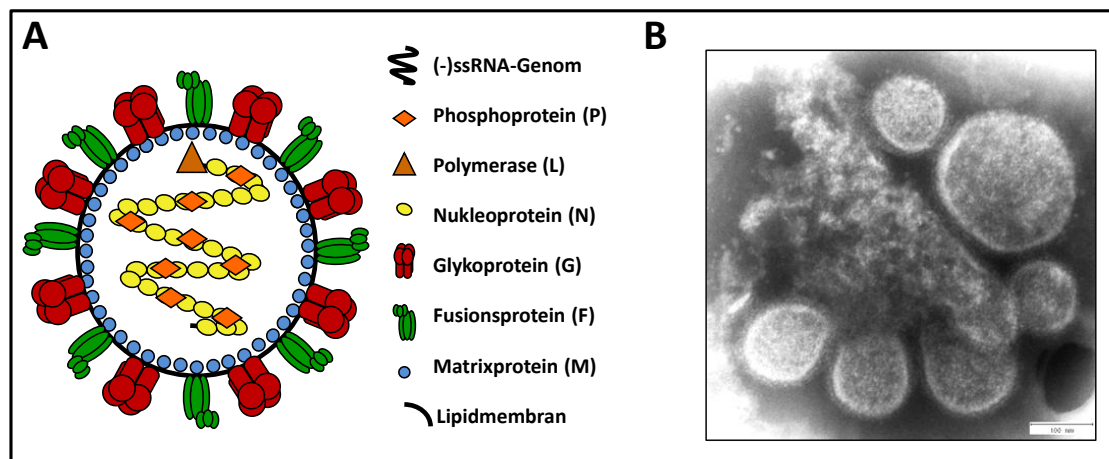 A
(-)ssRNA-Genom
Phosphoprotein (P)
Polymerase (L)
Nukleoprotein (N)
Glykoprotein (G)
Fusionsprotein (F)
Matrixprotein (M)
Lipidmembran
B
100 nm